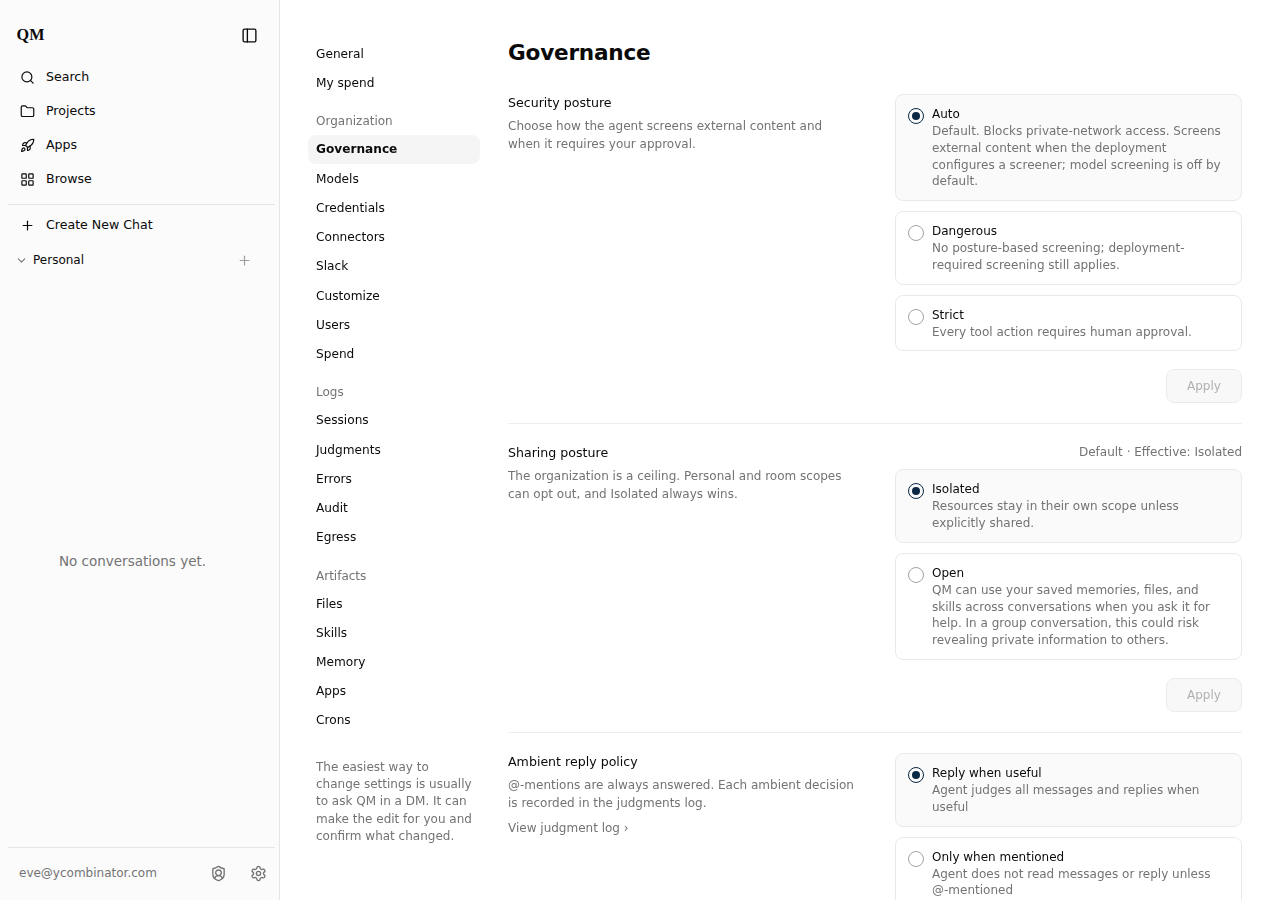 QM
Search
Projects
Apps
Browse
Create New Chat
Personal
No conversations yet.
eve@ycombinator.com
General
My spend
Organization
Governance
Models
Credentials
Connectors
Slack
Customize
Users
Spend
Logs
Sessions
Judgments
Errors
Audit
Egress
Artifacts
Files
Skills
Memory
Apps
Crons
The easiest way to
change settings is usually
to ask QM in a DM. It can
make the edit for you and
confirm what changed.
Governance
Security posture
Choose how the agent screens external content and
when it requires your approval.
Auto
Default. Blocks private-network access. Screens
external content when the deployment
configures a screener; model screening is off by
default.
Dangerous
No posture-based screening; deployment-
required screening still applies.
Strict
Every tool action requires human approval.
Apply
Sharing posture
The organization is a ceiling. Personal and room scopes
can opt out, and Isolated always wins.
Default · Effective: Isolated
Isolated
Resources stay in their own scope unless
explicitly shared.
Open
QM can use your saved memories, files, and
skills across conversations when you ask it for
help. In a group conversation, this could risk
revealing private information to others.
Apply
Ambient reply policy
@-mentions are always answered. Each ambient decision
is recorded in the judgments log.
View judgment log ›
Reply when useful
Agent judges all messages and replies when
useful
Only when mentioned
Agent does not read messages or reply unless
@-mentioned